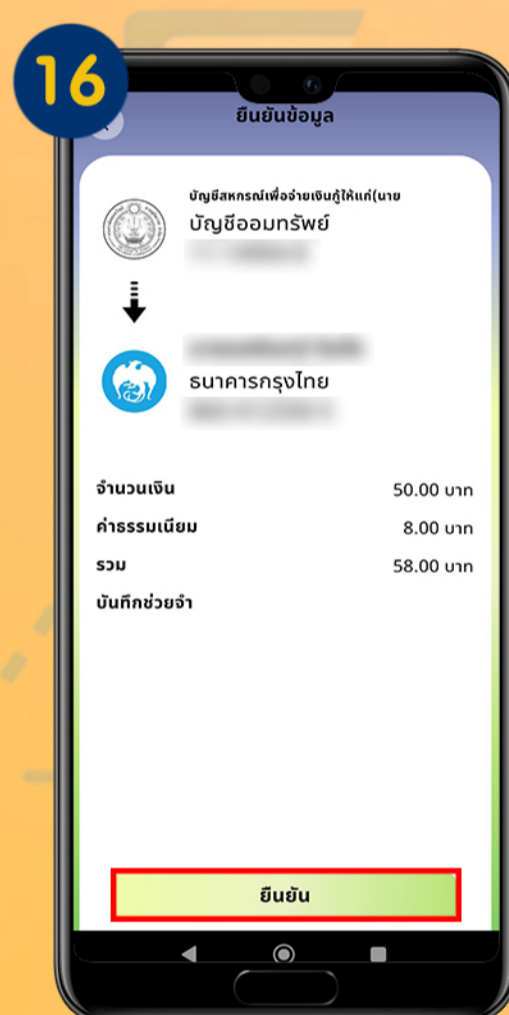 16
ยืนยันข้อมูล
บัญชีสหกรณ์เพื่อจ่ายเงินกู้ให้แก่(นาย
บัญชีออมทรัพย์
ธนาคารกรุงไทย
จำนวนเงิน 50.00 บาท
ค่าธรรมเนียม 8.00 บาท
รวม 58.00 บาท
บันทึกช่วยจำ
ยืนยัน